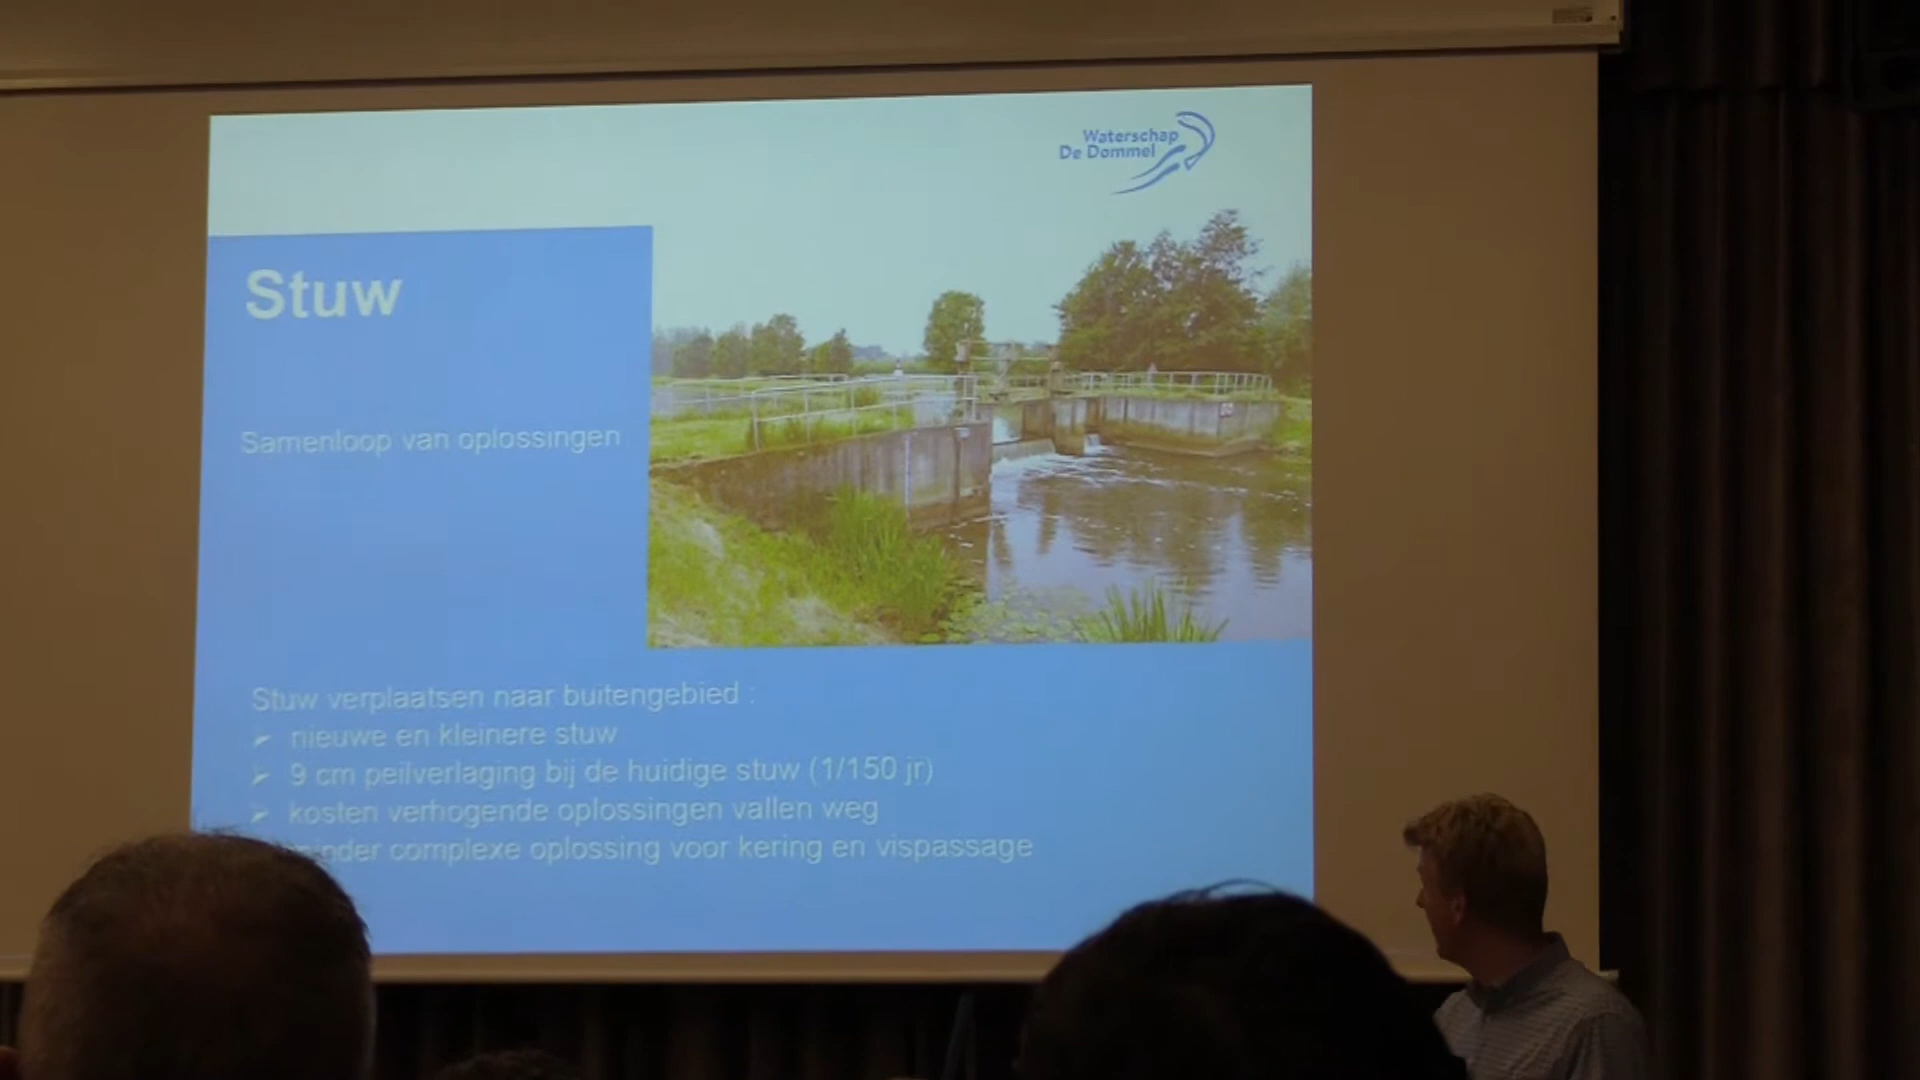 Waterschap
De Dommel
Stuw
Samenloop van oplossingen
Stuw verplaatsen naar buitengebied :
➢ nieuwe en kleinere stuw
➢ 9 cm peilverlaging bij de huidige stuw (1/150 jr)
➢ kosten verhogende oplossingen vallen weg
complexe oplossing voor kering en vispassage